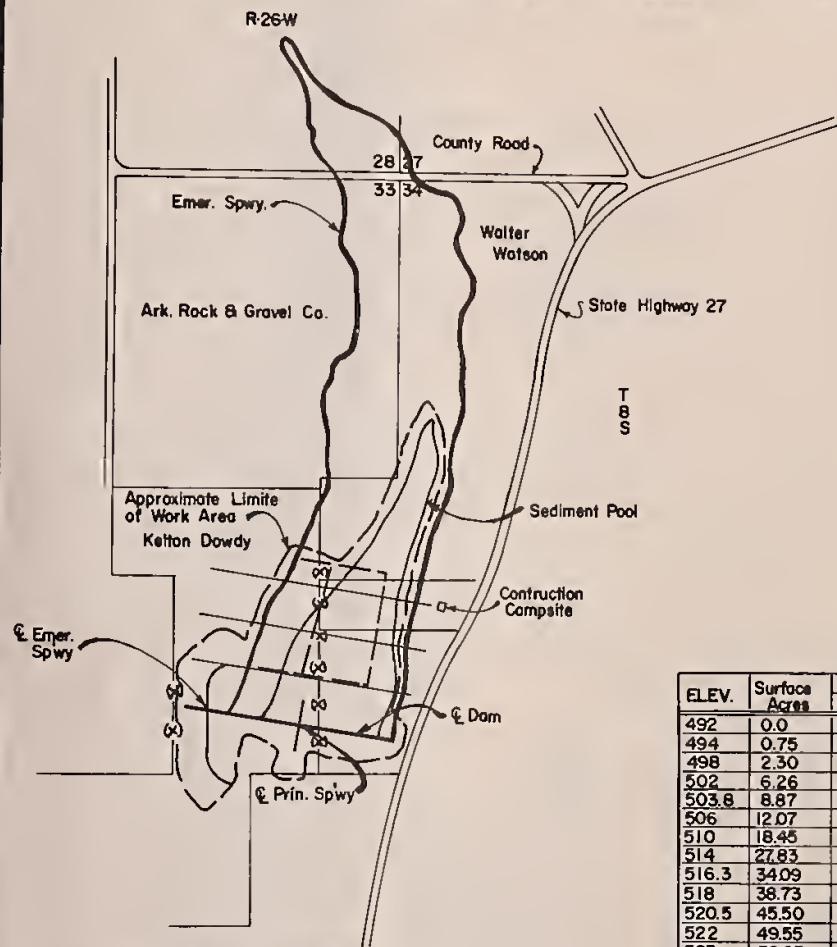 R-26-W
28 27
County Road
33 34
Emer. Spwy.
Walter
Watson
Ark. Rock & Gravel Co.
State Highway 27
T
8
S
Approximate Limite
of Work Area
Kelton Dowdy
Sediment Pool
Contruction
Campsite
℄ Emer.
Spwy
℄ Dam
℄ Prin. Sp'wy
ELEV. Surface Acres
492 0.0
494 0.75
498 2.30
502 6.26
503.8 8.87
506 12.07
510 18.45
514 27.83
516.3 34.09
518 38.73
520.5 45.50
522 49.55